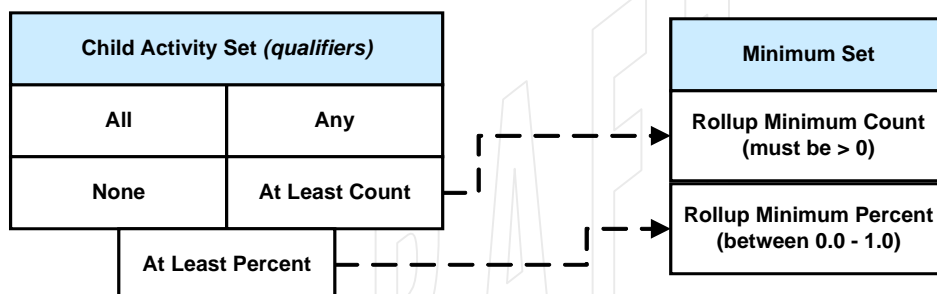 Child Activity Set (qualifiers)
All
Any
None
At Least Count
At Least Percent
Minimum Set
Rollup Minimum Count
(must be > 0)
Rollup Minimum Percent
(between 0.0 - 1.0)